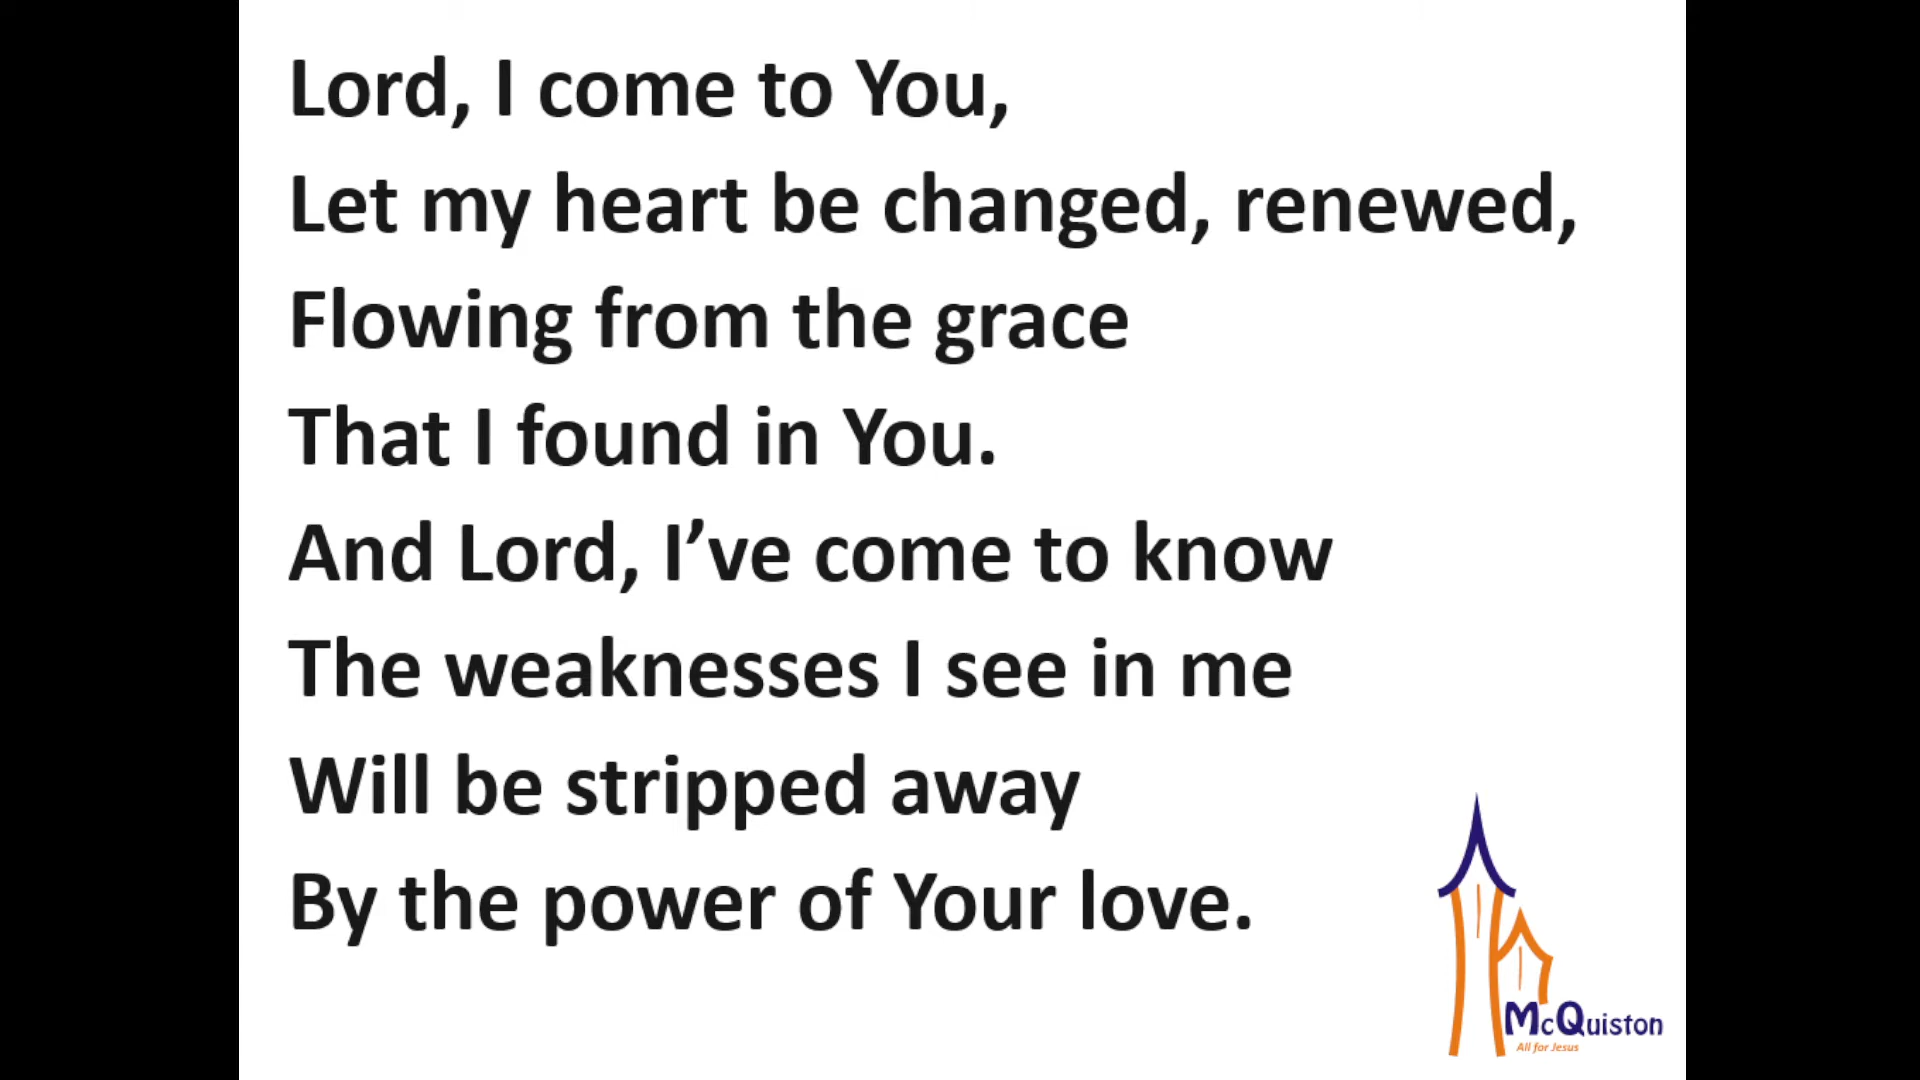 Lord, I come to You,
Let my heart be changed, renewed,
Flowing from the grace
That I found in You.
And Lord, I’ve come to know
The weaknesses I see in me
Will be stripped away
By the power of Your love.
McQuiston
All for Jesus